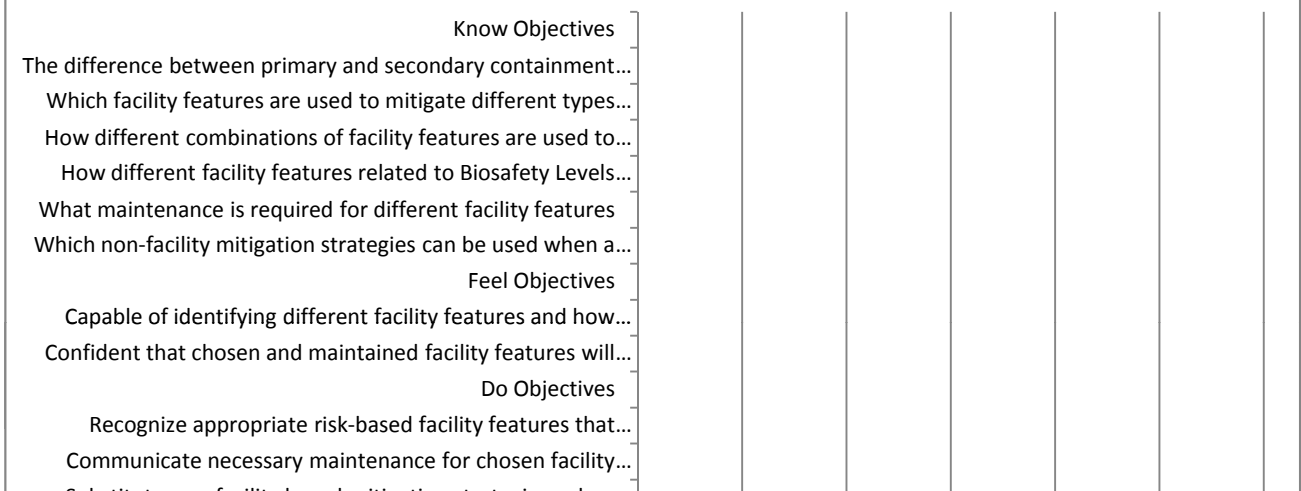 Know Objectives
The difference between primary and secondary containment...
Which facility features are used to mitigate different types...
How different combinations of facility features are used to...
How different facility features related to Biosafety Levels...
What maintenance is required for different facility features
Which non-facility mitigation strategies can be used when a...
Feel Objectives
Capable of identifying different facility features and how...
Confident that chosen and maintained facility features will...
Do Objectives
Recognize appropriate risk-based facility features that...
Communicate necessary maintenance for chosen facility...